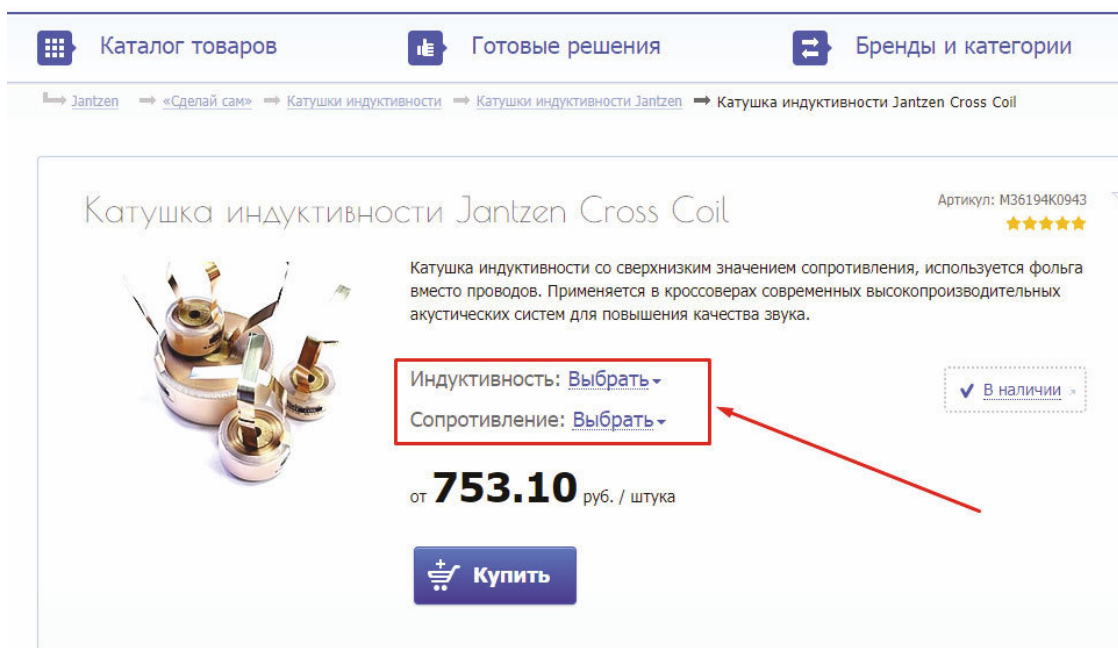 Каталог товаров
Готовые решения
Бренды и категории
Jantzen «Сделай сам» Катушки индуктивности Катушки индуктивности Jantzen Катушка индуктивности Jantzen Cross Coil
Катушка индуктивности Jantzen Cross Coil
Артикул: M36194K0943
Катушка индуктивности со сверхнизким значением сопротивления, используется фольга
вместо проводов. Применяется в кроссоверах современных высокопроизводительных
акустических систем для повышения качества звука.
Индуктивность: Выбрать
В наличии
Сопротивление: Выбрать
от 753.10 руб. / штука
Купить